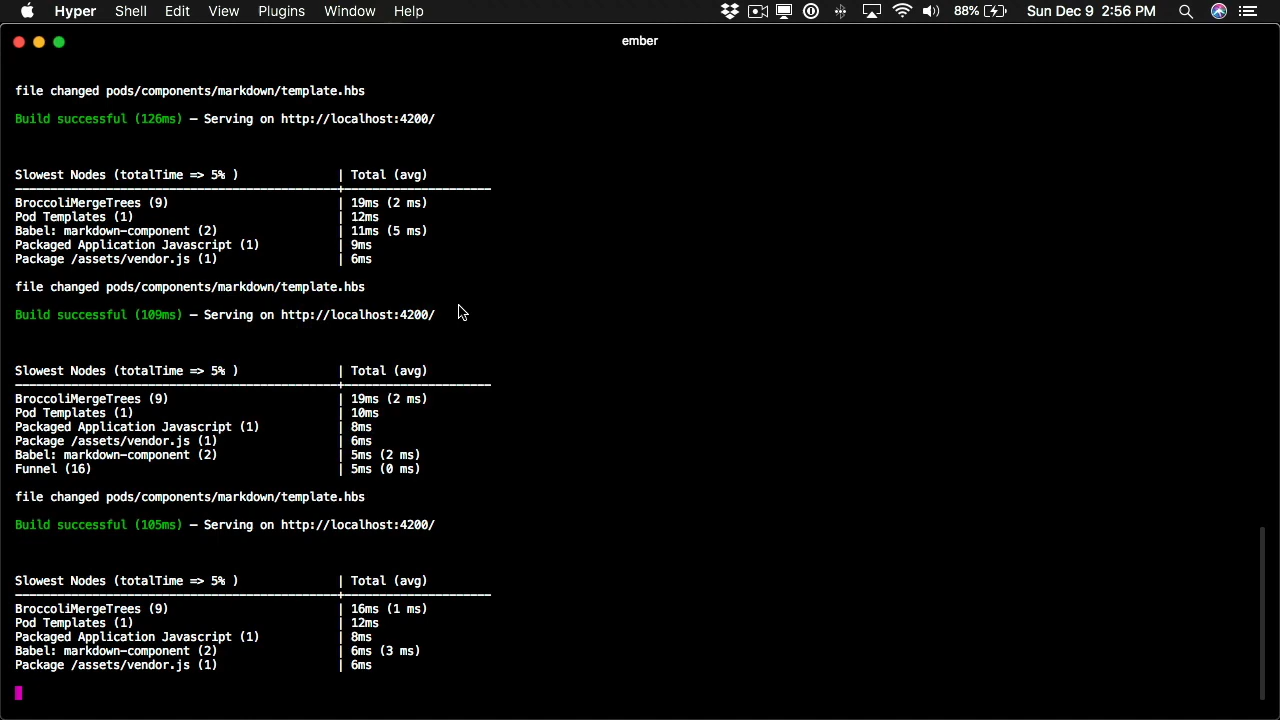 Hyper Shell Edit View Plugins Window Help 88% Sun Dec 9 2:56 PM
ember
file changed pods/components/markdown/template.hbs
Build successful (126ms) – Serving on http://localhost:4200/
Slowest Nodes (totalTime => 5% ) | Total (avg)
BroccoliMergeTrees (9) | 19ms (2 ms)
Pod Templates (1) | 12ms
Babel: markdown-component (2) | 11ms (5 ms)
Packaged Application Javascript (1) | 9ms
Package /assets/vendor.js (1) | 6ms
file changed pods/components/markdown/template.hbs
Build successful (109ms) – Serving on http://localhost:4200/
Slowest Nodes (totalTime => 5% ) | Total (avg)
BroccoliMergeTrees (9) | 19ms (2 ms)
Pod Templates (1) | 10ms
Packaged Application Javascript (1) | 8ms
Package /assets/vendor.js (1) | 6ms
Babel: markdown-component (2) | 5ms (2 ms)
Funnel (16) | 5ms (0 ms)
file changed pods/components/markdown/template.hbs
Build successful (105ms) – Serving on http://localhost:4200/
Slowest Nodes (totalTime => 5% ) | Total (avg)
BroccoliMergeTrees (9) | 16ms (1 ms)
Pod Templates (1) | 12ms
Packaged Application Javascript (1) | 8ms
Babel: markdown-component (2) | 6ms (3 ms)
Package /assets/vendor.js (1) | 6ms